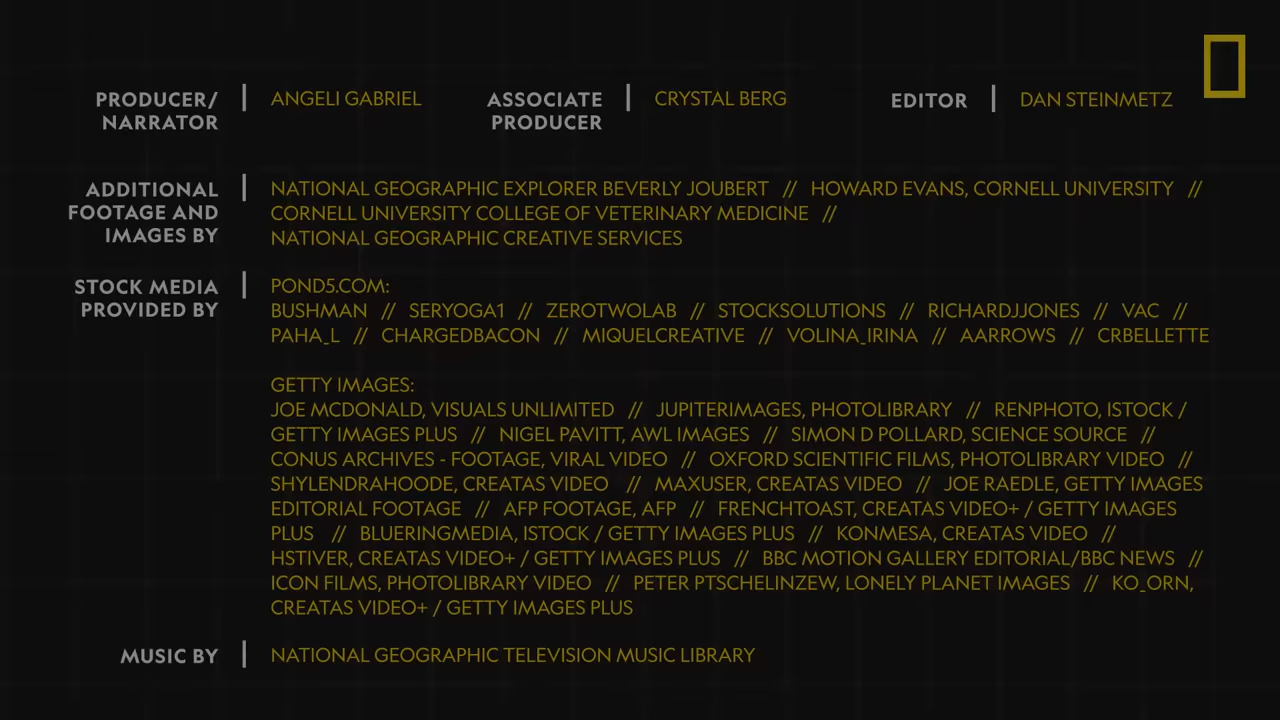 PRODUCER/
NARRATOR
ANGELI GABRIEL
ASSOCIATE
PRODUCER
CRYSTAL BERG
EDITOR
DAN STEINMETZ
ADDITIONAL
FOOTAGE AND
IMAGES BY
NATIONAL GEOGRAPHIC EXPLORER BEVERLY JOUBERT // HOWARD EVANS, CORNELL UNIVERSITY //
CORNELL UNIVERSITY COLLEGE OF VETERINARY MEDICINE //
NATIONAL GEOGRAPHIC CREATIVE SERVICES
STOCK MEDIA
PROVIDED BY
POND5.COM:
BUSHMAN // SERYOGA1 // ZEROTWOLAB // STOCKSOLUTIONS // RICHARDJJONES // VAC //
PAHA_L // CHARGEDBACON // MIQUELCREATIVE // VOLINA_IRINA // AARROWS // CRBELLETTE
GETTY IMAGES:
JOE MCDONALD, VISUALS UNLIMITED // JUPITERIMAGES, PHOTOLIBRARY // RENPHOTO, ISTOCK /
GETTY IMAGES PLUS // NIGEL PAVITT, AWL IMAGES // SIMON D POLLARD, SCIENCE SOURCE //
CONUS ARCHIVES - FOOTAGE, VIRAL VIDEO // OXFORD SCIENTIFIC FILMS, PHOTOLIBRARY VIDEO //
SHYLENDRAHOODE, CREATAS VIDEO // MAXUSER, CREATAS VIDEO // JOE RAEDLE, GETTY IMAGES
EDITORIAL FOOTAGE // AFP FOOTAGE, AFP // FRENCHTOAST, CREATAS VIDEO+ / GETTY IMAGES
PLUS // BLUERINGMEDIA, ISTOCK / GETTY IMAGES PLUS // KONMESA, CREATAS VIDEO //
HSTIVER, CREATAS VIDEO+ / GETTY IMAGES PLUS // BBC MOTION GALLERY EDITORIAL/BBC NEWS //
ICON FILMS, PHOTOLIBRARY VIDEO // PETER PTSCHELINZEW, LONELY PLANET IMAGES // KO_ORN,
CREATAS VIDEO+ / GETTY IMAGES PLUS
MUSIC BY
NATIONAL GEOGRAPHIC TELEVISION MUSIC LIBRARY